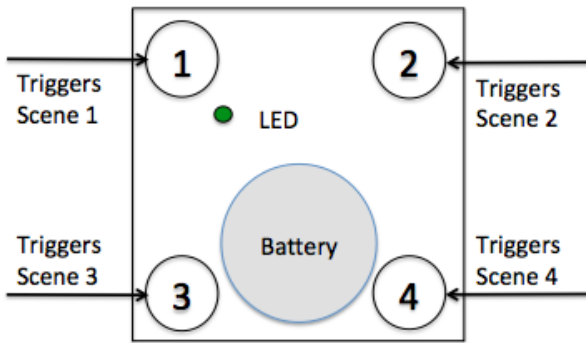 1
2
Triggers
Scene 1
Triggers
Scene 2
LED
Battery
Triggers
Scene 3
Triggers
Scene 4
3
4